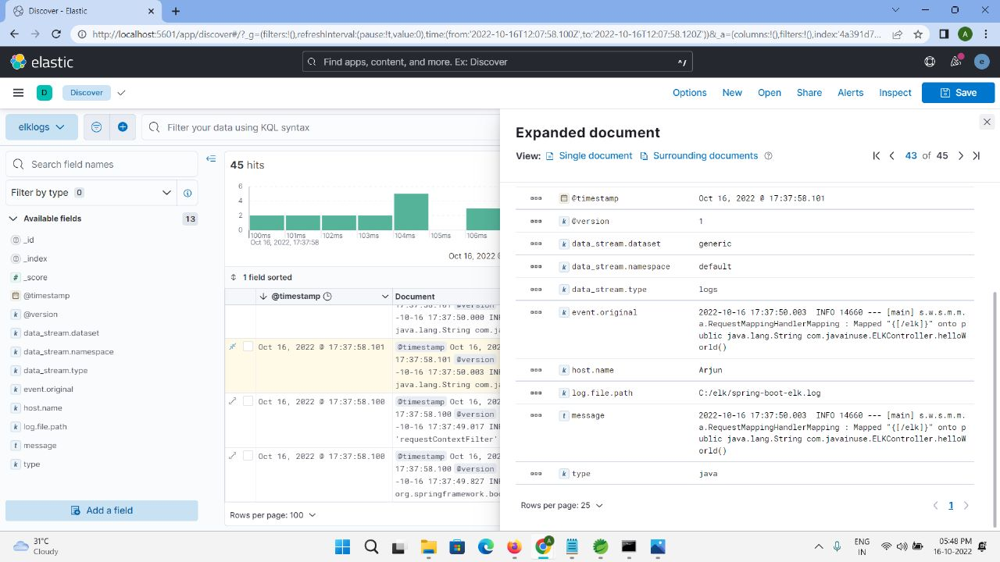 Discover - Elastic
http://localhost:5601/app/discover#/?_g=(filters:!(),refreshInterval:(pause:!t,value:0),time:(from:'2022-10-16T12:07:58.100Z',to:'2022-10-16T12:07:58.120Z'))&_a=(columns:!(),filters:!(),index:'4a391d7...
A
elastic
Find apps, content, and more. Ex: Discover
^/
e
D
Discover
Options
New
Open
Share
Alerts
Inspect
Save
elklogs
Filter your data using KQL syntax
Search field names
Filter by type 0
Available fields 13
_id
_index
# _score
@timestamp
k @version
k data_stream.dataset
k data_stream.namespace
k data_stream.type
k event.original
k host.name
k log.file.path
t message
k type
Add a field
45 hits
6
4
2
0
100ms 101ms 102ms 103ms 104ms 105ms 106ms
Oct 16, 2022, 17:37:58
Oct 16, 2022 @
1 field sorted
@timestamp
Document
17:37:58.101 @version
-10-16 17:37:50.000 INF
java.lang.String com.ja
Oct 16, 2022 @ 17:37:58.101
@timestamp Oct 16, 202
17:37:58.101 @version
-10-16 17:37:50.003 INF
java.lang.String com.ja
Oct 16, 2022 @ 17:37:58.100
@timestamp Oct 16, 202
17:37:58.100 @version
-10-16 17:37:49.017 INF
'requestContextFilter'
Oct 16, 2022 @ 17:37:58.100
@timestamp Oct 16, 202
17:37:58.100 @version
-10-16 17:37:49.827 INF
org.springframework.boo
Rows per page: 100
Expanded document
View: Single document Surrounding documents
43 of 45
@timestamp Oct 16, 2022 @ 17:37:58.101
k @version 1
k data_stream.dataset generic
k data_stream.namespace default
k data_stream.type logs
k event.original 2022-10-16 17:37:50.003 INFO 14660 --- [main] s.w.s.m.m.
a.RequestMappingHandlerMapping : Mapped "{[/elk]}" onto p
ublic java.lang.String com.javainuse.ELKController.helloW
orld()
k host.name Arjun
k log.file.path C:/elk/spring-boot-elk.log
t message 2022-10-16 17:37:50.003 INFO 14660 --- [main] s.w.s.m.m.
a.RequestMappingHandlerMapping : Mapped "{[/elk]}" onto p
ublic java.lang.String com.javainuse.ELKController.helloW
orld()
k type java
Rows per page: 25
1
31°C
Cloudy
A
ENG
IN
05:48 PM
16-10-2022